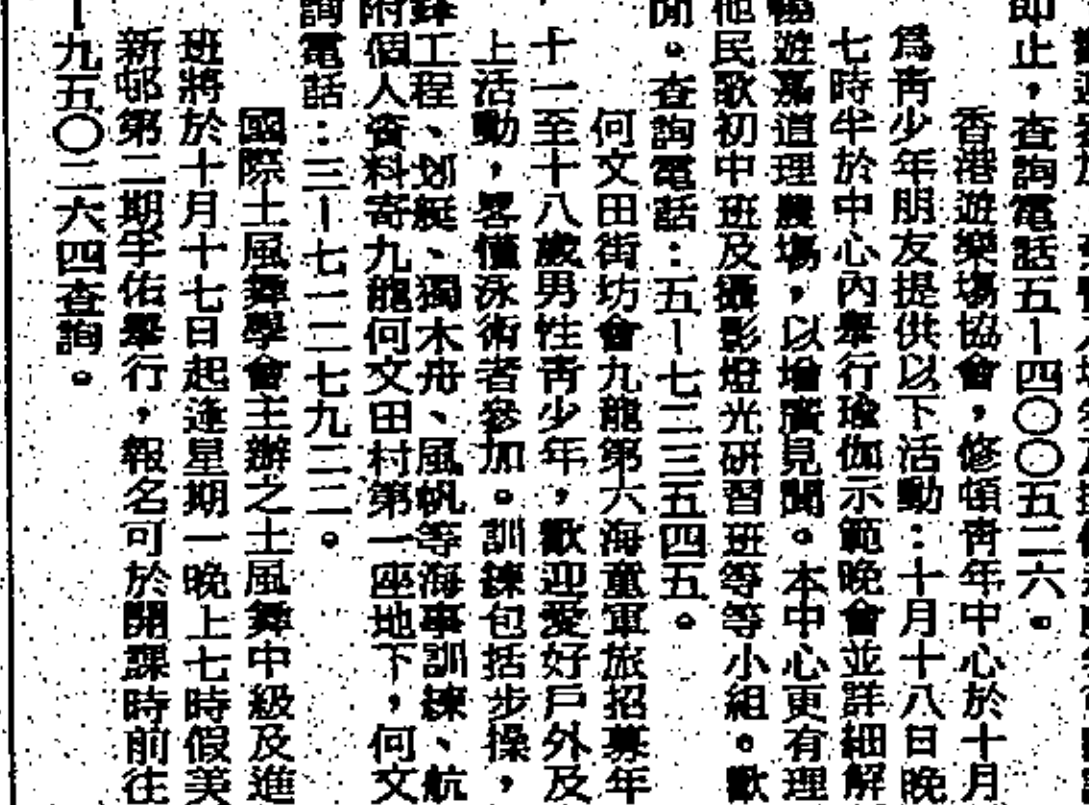 即止，查詢電話五—四〇〇五二六。
香港遊樂場協會，修頓青年中心於十月
爲青少年朋友提供以下活動：十月十八日晚
七時半於中心內舉行瑜伽示範晚會並詳細解
遊嘉道理農場，以增廣見聞。本中心更有理
他民歌初中班及攝影燈光研習班等等小組。歡
閒。查詢電話：五—七二三五四五。
何文田街坊會九龍第六海童軍旅招募年
十一至十八歲男性靑少年，歡迎愛好戶外及
上活動，畧懂泳術者參加。訓練包括步操，
工程、划艇、獨木舟、風帆等海事訓練、航
附個人資料寄九龍何文田村第一座地下，何文
詢電話：三—七一二七九二二。
國際土風舞學會主辦之土風舞中級及進
班將於十月十七日起逢星期一晚上七時假美
新邨第二期平佑舉行，報名可於開課時前往
—九五〇二六四查詢。